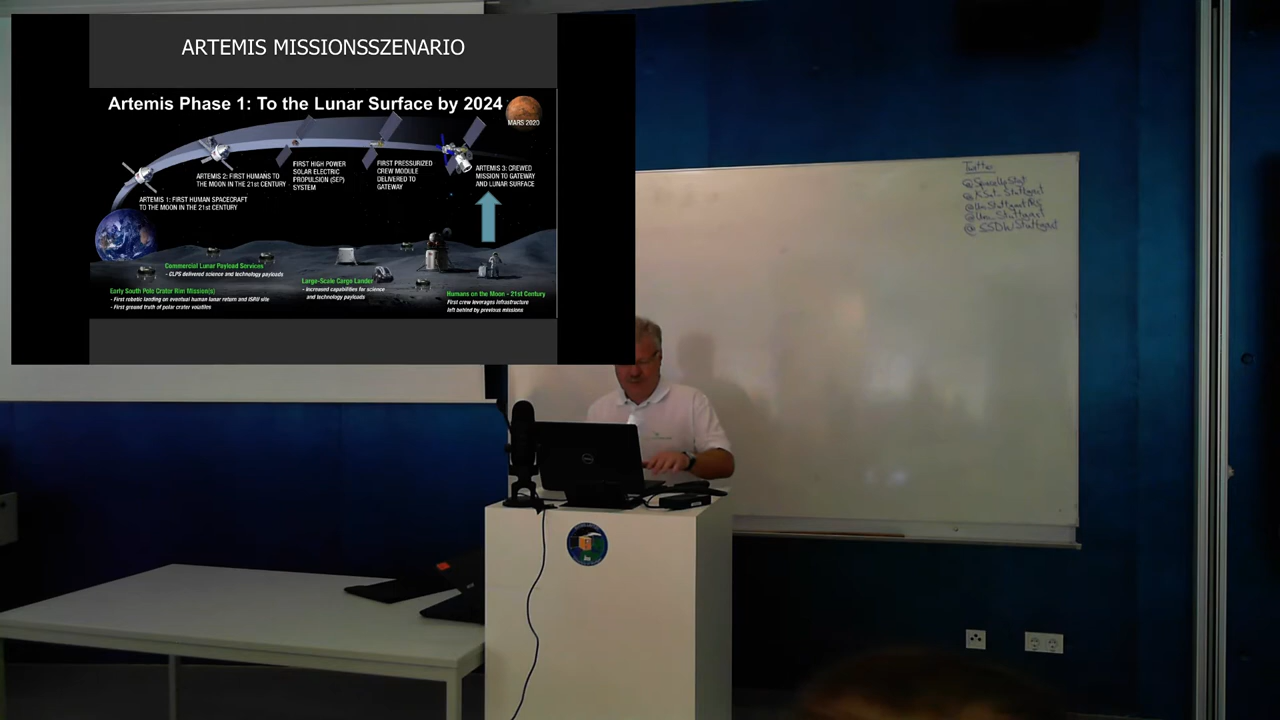 ARTEMIS MISSIONSSZENARIO
Artemis Phase 1: To the Lunar Surface by 2024
MARS 2020
ARTEMIS 2: FIRST HUMANS TO
THE MOON IN THE 21st CENTURY
FIRST HIGH POWER
SOLAR ELECTRIC
PROPULSION (SEP)
SYSTEM
FIRST PRESSURIZED
CREW MODULE
DELIVERED TO
GATEWAY
ARTEMIS 3: CREWED
MISSION TO GATEWAY
AND LUNAR SURFACE
ARTEMIS 1: FIRST HUMAN SPACECRAFT
TO THE MOON IN THE 21st CENTURY
Commercial Lunar Payload Services
- CLPS delivered science and technology payloads
Early South Pole Crater Rim Mission(s)
- First robotic landing on eventual human lunar return and ISRU site
- First ground truth of polar crater volatiles
Large-Scale Cargo Lander
- Increased capabilities for science
and technology payloads
Humans on the Moon - 21st Century
First crew leverages infrastructure
left behind by previous missions
Twitter
@SpaceUpStut
@KSat_Stuttgart
@Uni_Stuttgart
@SSDWStuttgart
DELL